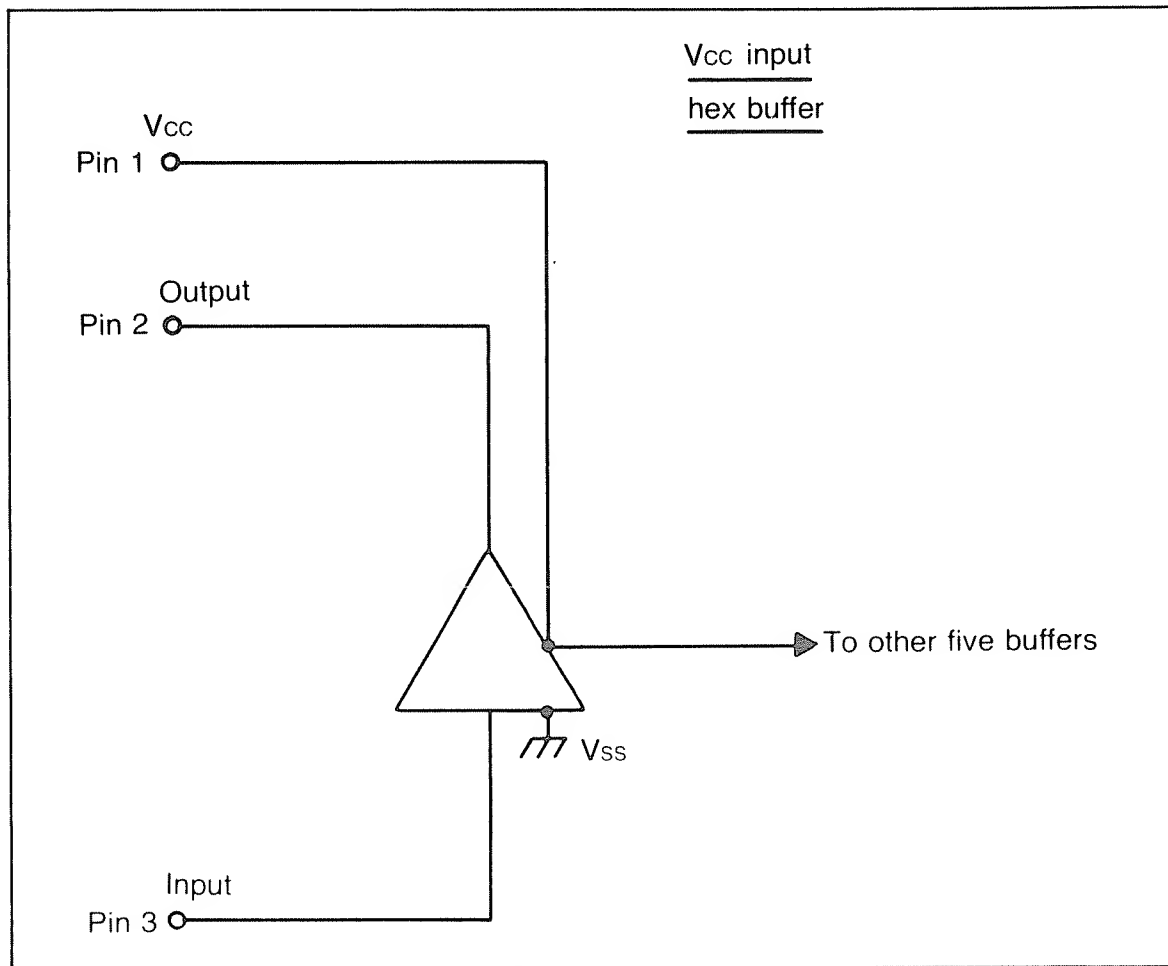 Vcc input
hex buffer
Vcc
Pin 1
Output
Pin 2
To other five buffers
Vss
Input
Pin 3